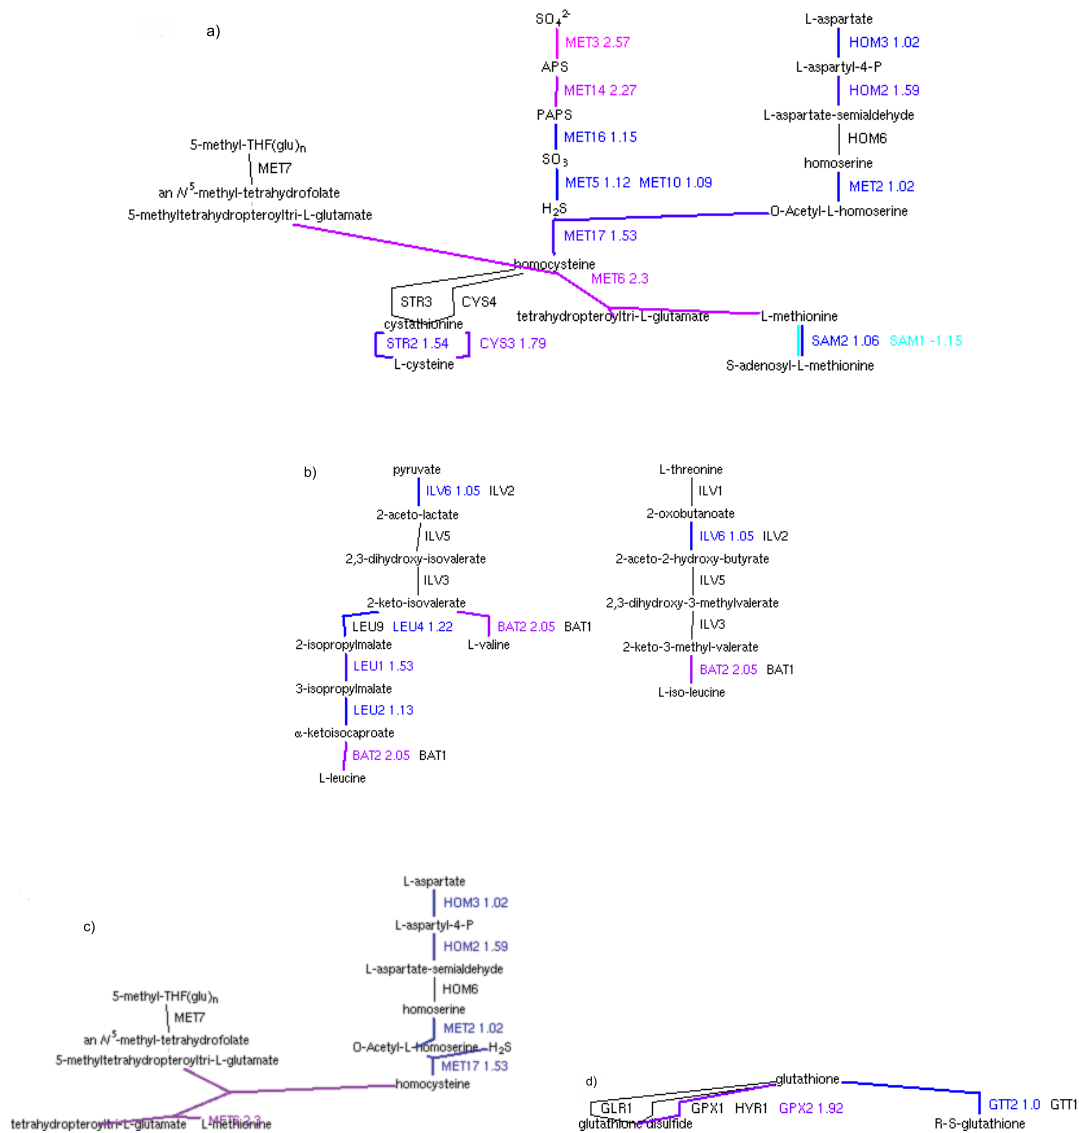 a)
SO₄²⁻
MET3 2.57
APS
MET14 2.27
PAPS
MET16 1.15
SO₃
MET5 1.12 MET10 1.09
H₂S
MET17 1.53
L-aspartate
HOM3 1.02
L-aspartyl-4-P
HOM2 1.59
L-aspartate-semialdehyde
HOM6
homoserine
MET2 1.02
O-Acetyl-L-homoserine
5-methyl-THF(glu)ₙ
MET7
an N⁵-methyl-tetrahydrofolate
5-methyltetrahydropteroyltri-L-glutamate
homocysteine
MET6 2.3
STR3 CYS4
cystathionine
STR2 1.54 CYS3 1.79
L-cysteine
tetrahydropteroyltri-L-glutamate
L-methionine
SAM2 1.06 SAM1 -1.15
S-adenosyl-L-methionine
b)
pyruvate
ILV6 1.05 ILV2
2-aceto-lactate
ILV5
2,3-dihydroxy-isovalerate
ILV3
2-keto-isovalerate
LEU9 LEU4 1.22
BAT2 2.05 BAT1
2-isopropylmalate
L-valine
LEU1 1.53
3-isopropylmalate
LEU2 1.13
α-ketoisocaproate
BAT2 2.05 BAT1
L-leucine
L-threonine
ILV1
2-oxobutanoate
ILV6 1.05 ILV2
2-aceto-2-hydroxy-butyrate
ILV5
2,3-dihydroxy-3-methylvalerate
ILV3
2-keto-3-methyl-valerate
BAT2 2.05 BAT1
L-iso-leucine
c)
L-aspartate
HOM3 1.02
L-aspartyl-4-P
HOM2 1.59
L-aspartate-semialdehyde
HOM6
homoserine
MET2 1.02
O-Acetyl-L-homoserine H₂S
MET17 1.53
homocysteine
5-methyl-THF(glu)ₙ
MET7
an N⁵-methyl-tetrahydrofolate
5-methyltetrahydropteroyltri-L-glutamate
MET6 2.3
tetrahydropteroyltri-L-glutamate L-methionine
d)
glutathione
GLR1 GPX1 HYR1 GPX2 1.92
GTT2 1.0 GTT1
glutathione disulfide
R-S-glutathione